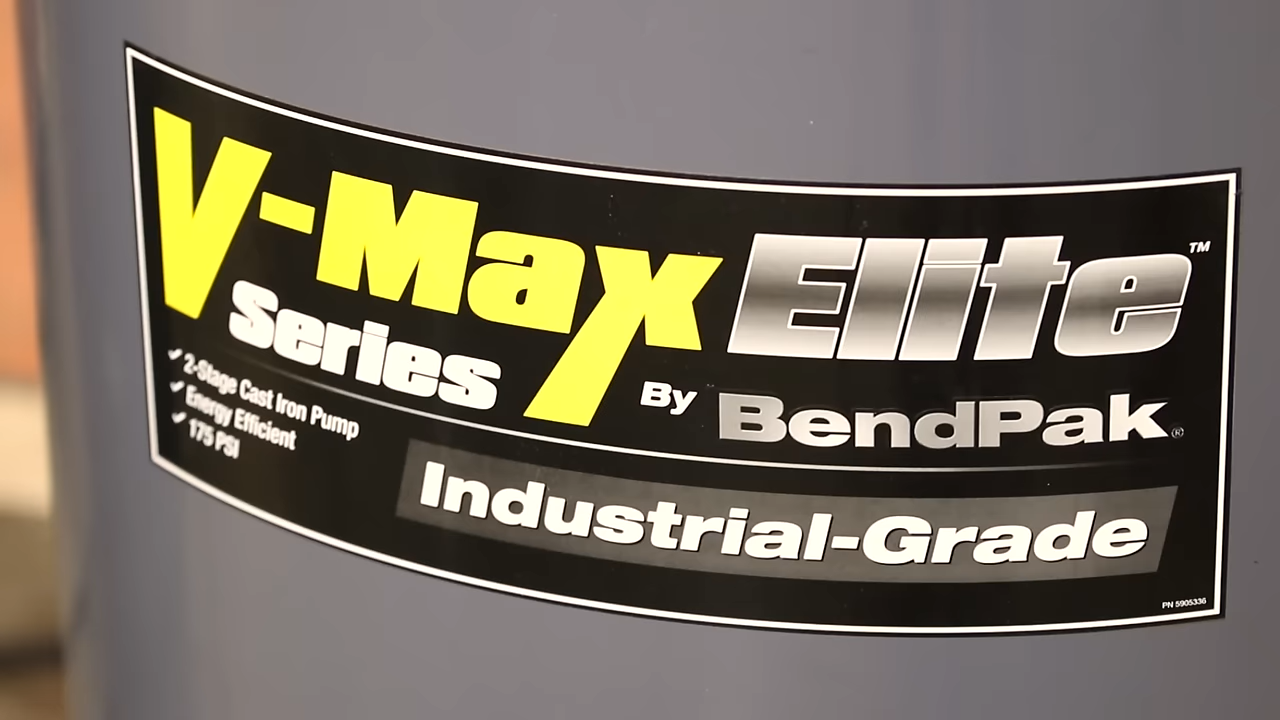 V-Max Elite™
Series
By BendPak®
✓ 2-Stage Cast Iron Pump
✓ Energy Efficient
✓ 175 PSI
Industrial-Grade
PN 5905336